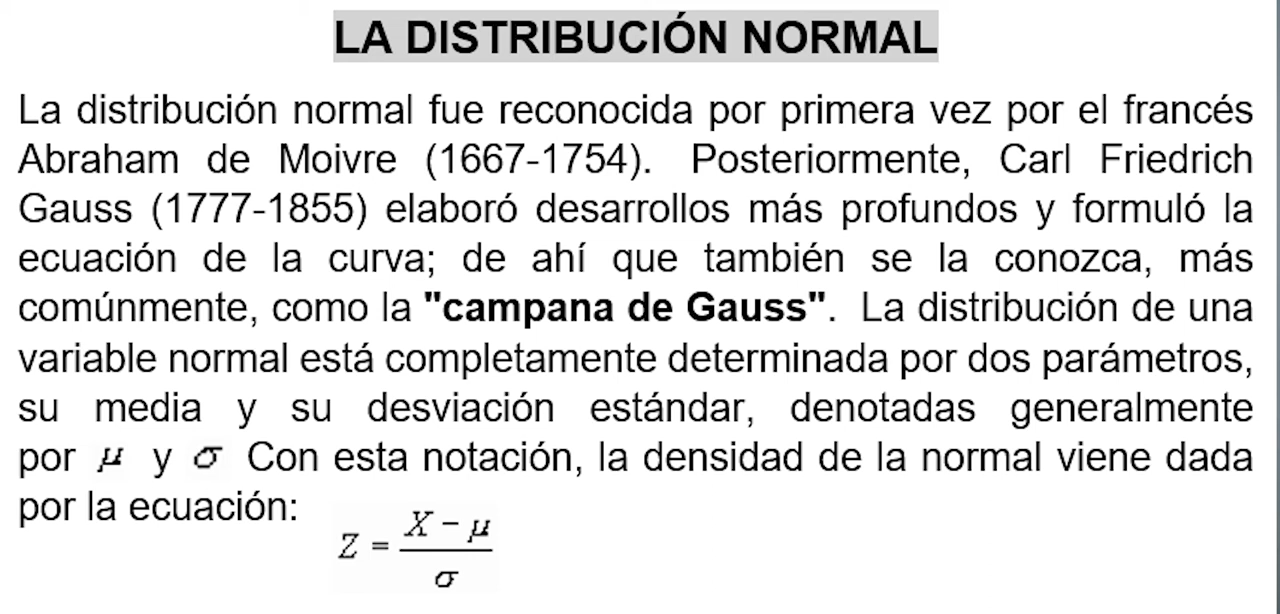 LA DISTRIBUCIÓN NORMAL
La distribución normal fue reconocida por primera vez por el francés
Abraham de Moivre (1667-1754). Posteriormente, Carl Friedrich
Gauss (1777-1855) elaboró desarrollos más profundos y formuló la
ecuación de la curva; de ahí que también se la conozca, más
comúnmente, como la "campana de Gauss". La distribución de una
variable normal está completamente determinada por dos parámetros,
su media y su desviación estándar, denotadas generalmente
por μ y σ Con esta notación, la densidad de la normal viene dada
por la ecuación:
Z = (X − μ) / σ